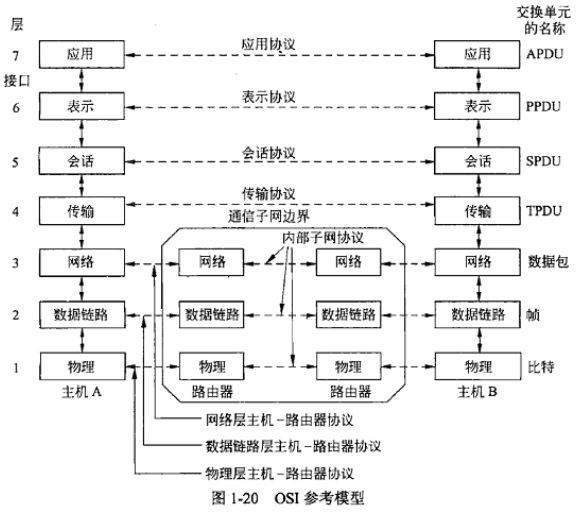 层
交换单元
的名称
7 应用 应用协议 应用 APDU
接口
6 表示 表示协议 表示 PPDU
5 会话 会话协议 会话 SPDU
4 传输 传输协议 传输 TPDU
通信子网边界
内部子网协议
3 网络 网络 网络 网络 数据包
2 数据链路 数据链路 数据链路 数据链路 帧
1 物理 物理 物理 物理 比特
主机 A 路由器 路由器 主机 B
网络层主机-路由器协议
数据链路层主机-路由器协议
物理层主机-路由器协议
图 1-20 OSI 参考模型